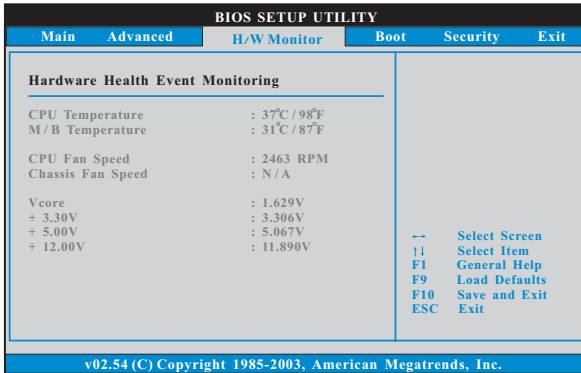 BIOS SETUP UTILITY
Main Advanced H/W Monitor Boot Security Exit
Hardware Health Event Monitoring
CPU Temperature : 37°C / 98°F
M / B Temperature : 31°C / 87°F
CPU Fan Speed : 2463 RPM
Chassis Fan Speed : N / A
Vcore : 1.629V
+ 3.30V : 3.306V
+ 5.00V : 5.067V
+ 12.00V : 11.890V
←→ Select Screen
↑↓ Select Item
F1 General Help
F9 Load Defaults
F10 Save and Exit
ESC Exit
v02.54 (C) Copyright 1985-2003, American Megatrends, Inc.